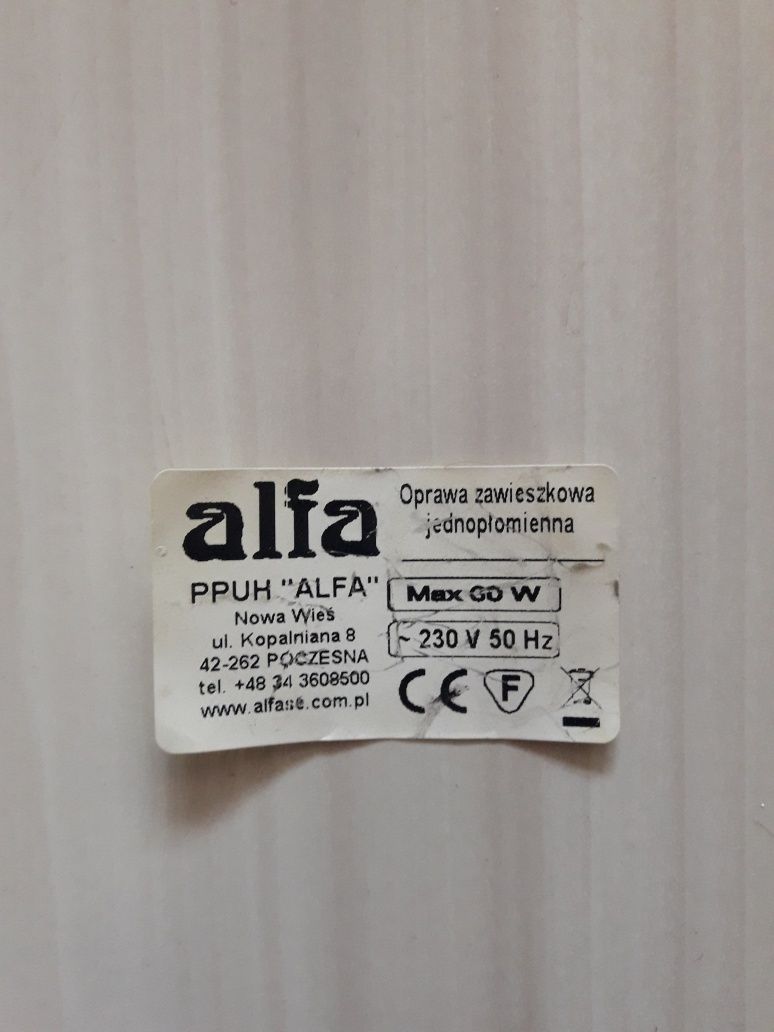 alfa
PPUH "ALFA"
Nowa Wieś
ul. Kopalniana 8
42-262 POCZESNA
tel. +48 34 3608500
www.alfase.com.pl
Oprawa zawieszkowa
jednopłomienna
Max 60 W
~ 230 V 50 Hz
CE F